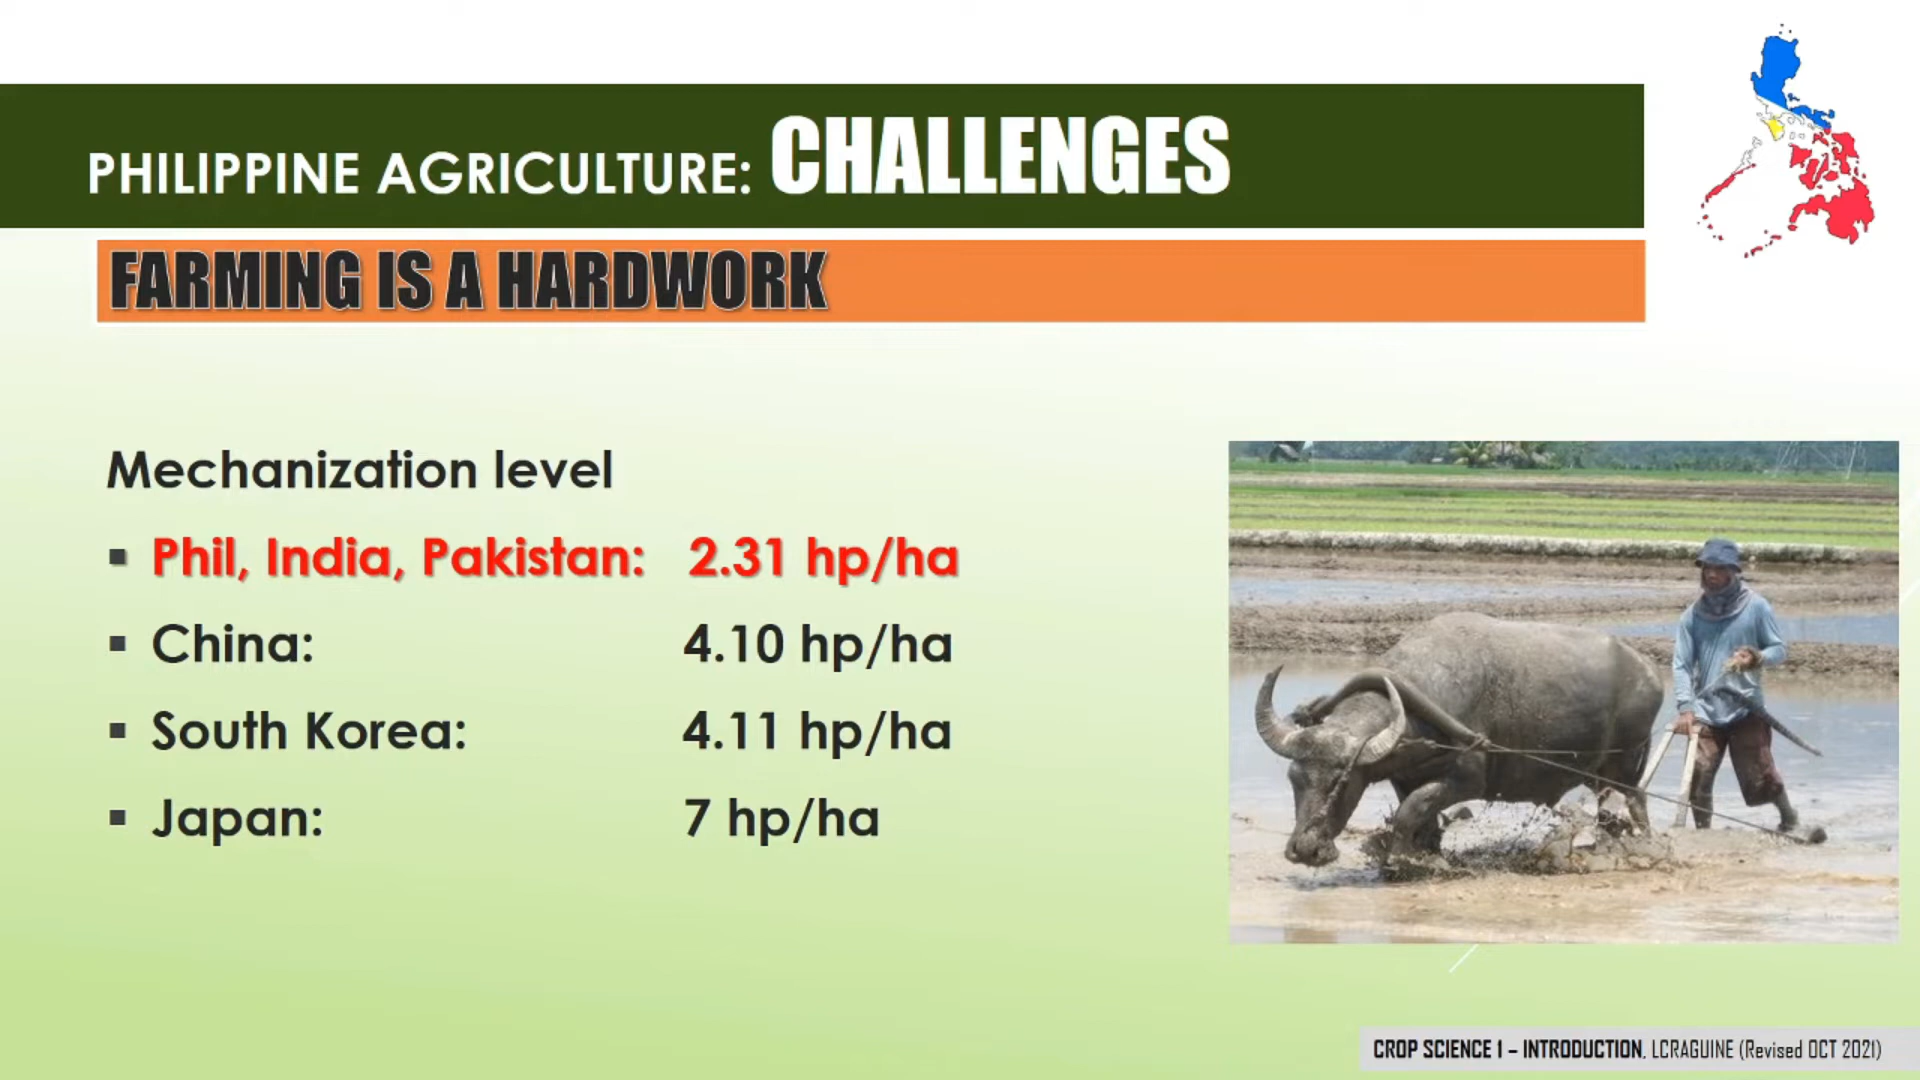 PHILIPPINE AGRICULTURE: CHALLENGES
FARMING IS A HARDWORK
Mechanization level
▪ Phil, India, Pakistan: 2.31 hp/ha
▪ China: 4.10 hp/ha
▪ South Korea: 4.11 hp/ha
▪ Japan: 7 hp/ha
CROP SCIENCE 1 – INTRODUCTION. LCRAGUINE (Revised OCT 2021)